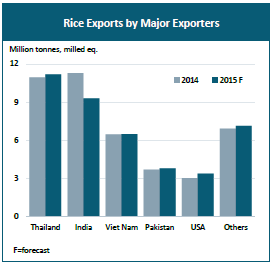 Rice Exports by Major Exporters
Million tonnes, milled eq.
12
2014 2015 F
9
6
3
0
Thailand India Viet Nam Pakistan USA Others
F=forecast